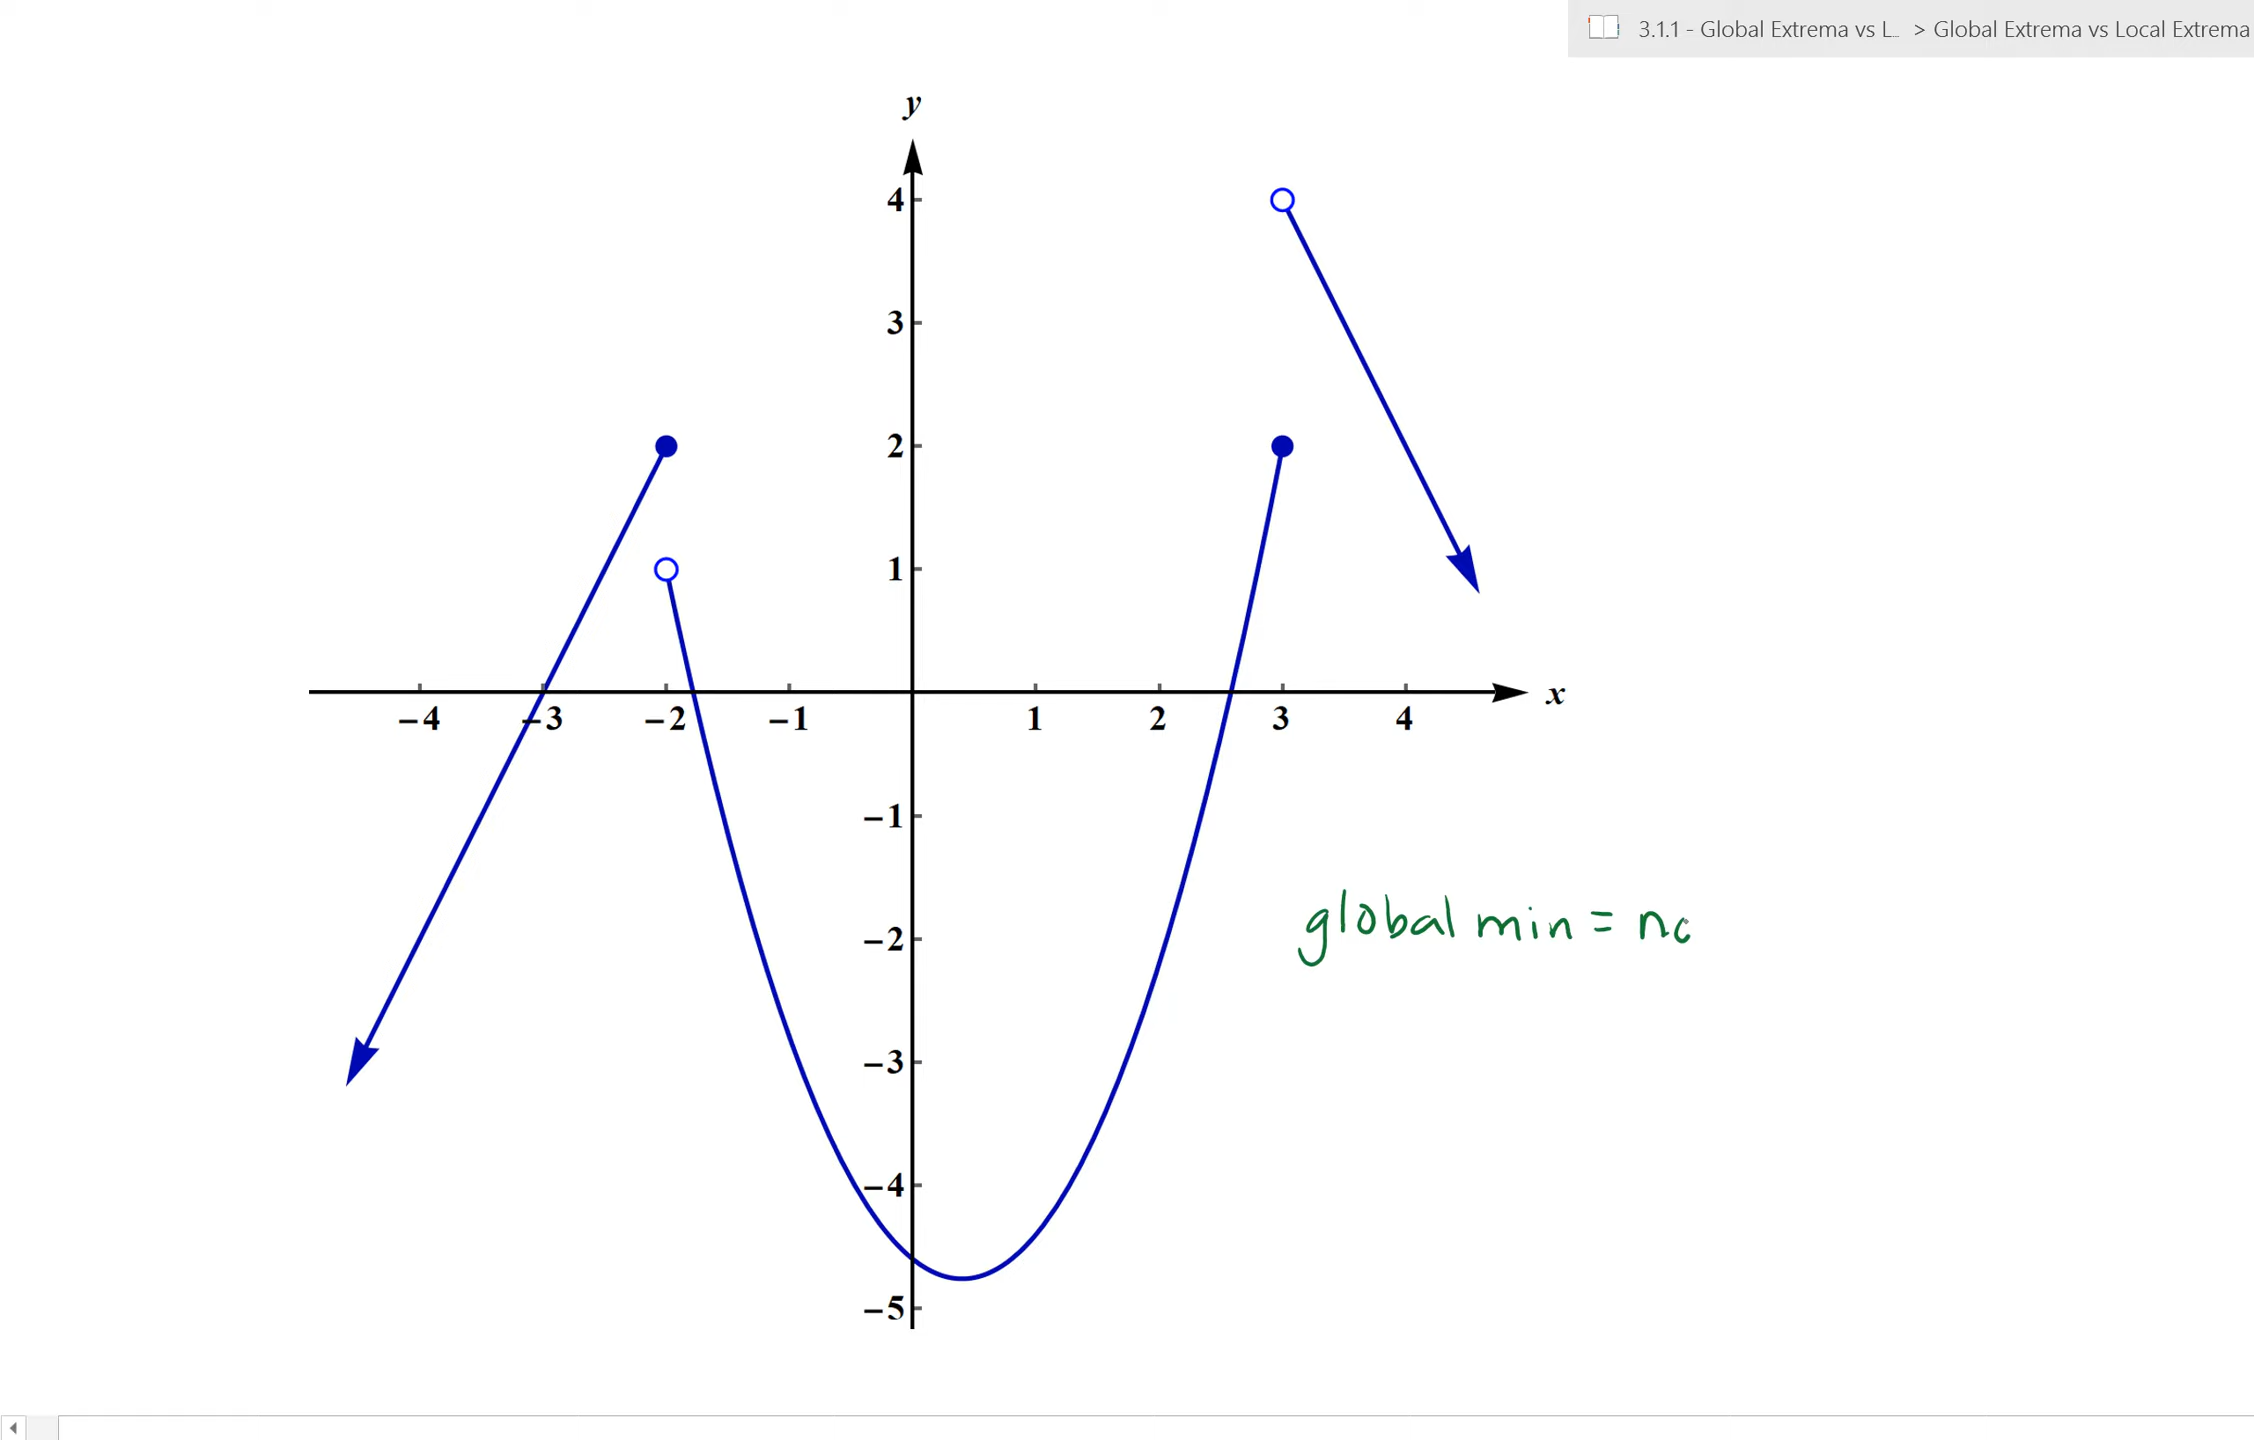 3.1.1 - Global Extrema vs L... > Global Extrema vs Local Extrema
y
4
3
2
1
−4 −3 −2 −1 1 2 3 4 x
−1
global min = no
−2
−3
−4
−5